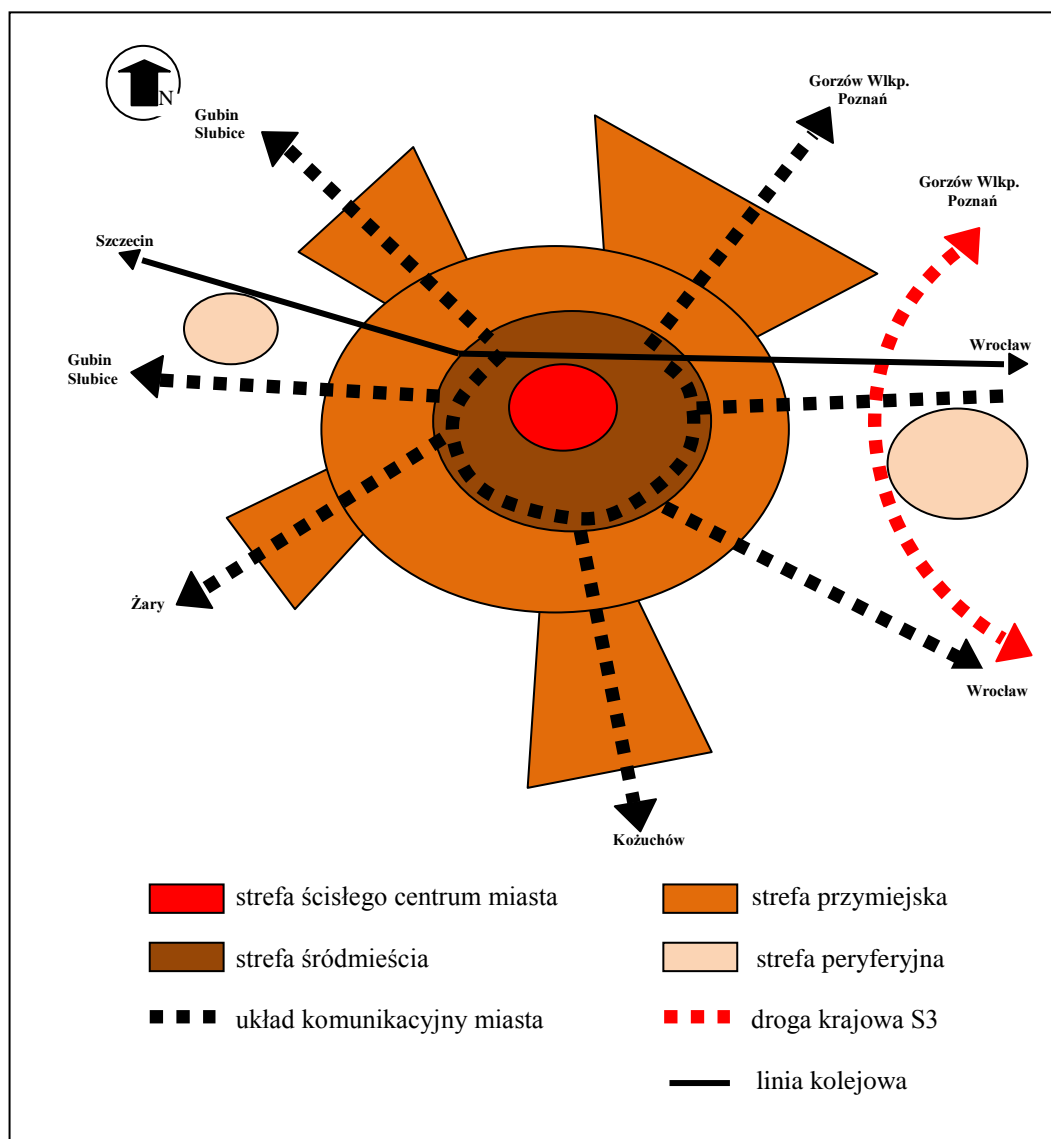 N
Gorzów Wlkp.
Poznań
Gubin
Słubice
Gorzów Wlkp.
Poznań
Szczecin
Wrocław
Gubin
Słubice
Żary
Wrocław
Kożuchów
strefa ścisłego centrum miasta
strefa przymiejska
strefa śródmieścia
strefa peryferyjna
układ komunikacyjny miasta
droga krajowa S3
linia kolejowa